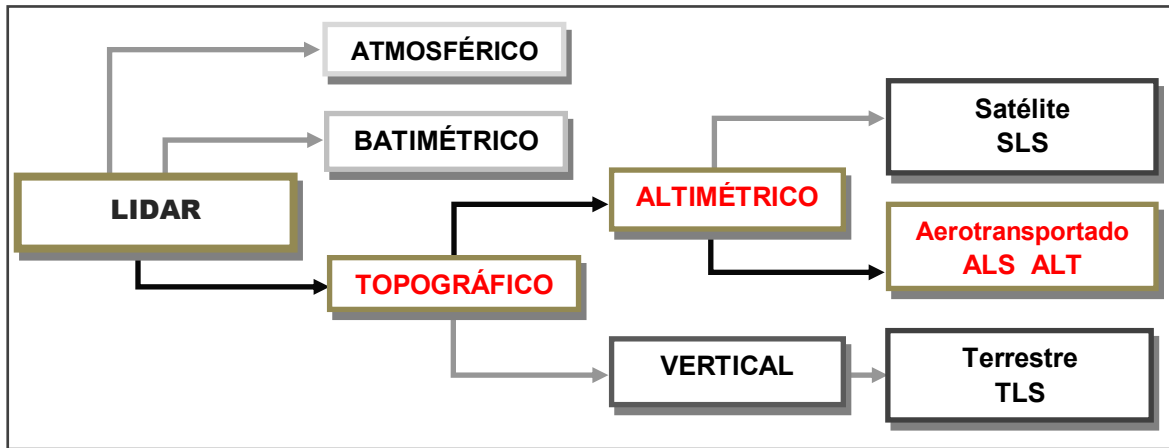 ATMOSFÉRICO
BATIMÉTRICO
LIDAR
TOPOGRÁFICO
ALTIMÉTRICO
VERTICAL
Satélite
SLS
Aerotransportado
ALS ALT
Terrestre
TLS